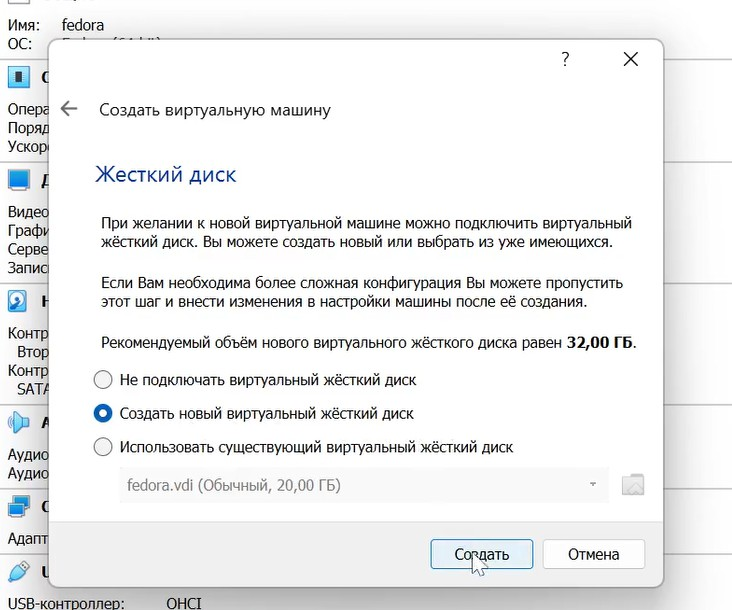 Имя: fedora
ОС:
?
Создать виртуальную машину
Жесткий диск
При желании к новой виртуальной машине можно подключить виртуальный
жёсткий диск. Вы можете создать новый или выбрать из уже имеющихся.
Если Вам необходима более сложная конфигурация Вы можете пропустить
этот шаг и внести изменения в настройки машины после её создания.
Рекомендуемый объём нового виртуального жёсткого диска равен 32,00 ГБ.
Не подключать виртуальный жёсткий диск
Создать новый виртуальный жёсткий диск
Использовать существующий виртуальный жёсткий диск
fedora.vdi (Обычный, 20,00 ГБ)
Создать
Отмена
Опера
Поряд
Ускор
Видео
Графи
Серве
Запис
Контр
Втор
Контр
SATA
Аудио
Аудио
Адапт
USB-контроллер: OHCI